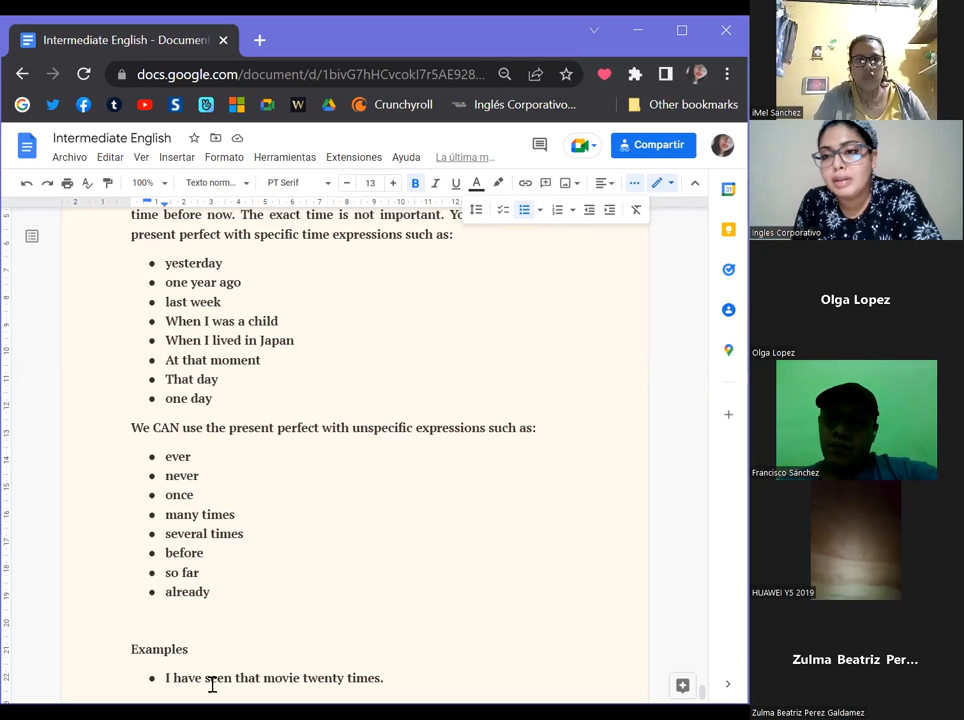 Intermediate English - Document
docs.google.com/document/d/1bivG7hHCvcokI7r5AE928...
Crunchyroll
Inglés Corporativo...
Other bookmarks
Intermediate English
Archivo Editar Ver Insertar Formato Herramientas Extensiones Ayuda La última m...
Compartir
100% Texto norm... PT Serif 13
time before now. The exact time is not important. Yo
present perfect with specific time expressions such as:
yesterday
one year ago
last week
When I was a child
When I lived in Japan
At that moment
That day
one day
We CAN use the present perfect with unspecific expressions such as:
ever
never
once
many times
several times
before
so far
already
Examples
I have seen that movie twenty times.
iMel Sanchez
Ingles Corporativo
Olga Lopez
Olga Lopez
Francisco Sánchez
HUAWEI Y5 2019
Zulma Beatriz Per...
Zulma Beatriz Perez Galdamez